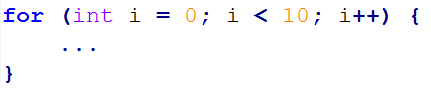 for (int i = 0; i < 10; i++) {
    ...
}